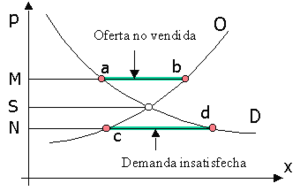 p
O
Oferta no vendida
a
b
M
S
N
c
d
D
Demanda insatisfecha
x